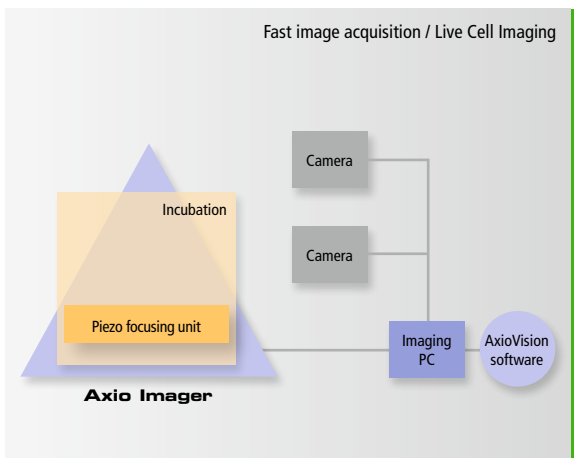 Fast image acquisition / Live Cell Imaging
Camera
Incubation
Camera
Piezo focusing unit
Imaging
PC
AxioVision
software
Axio Imager